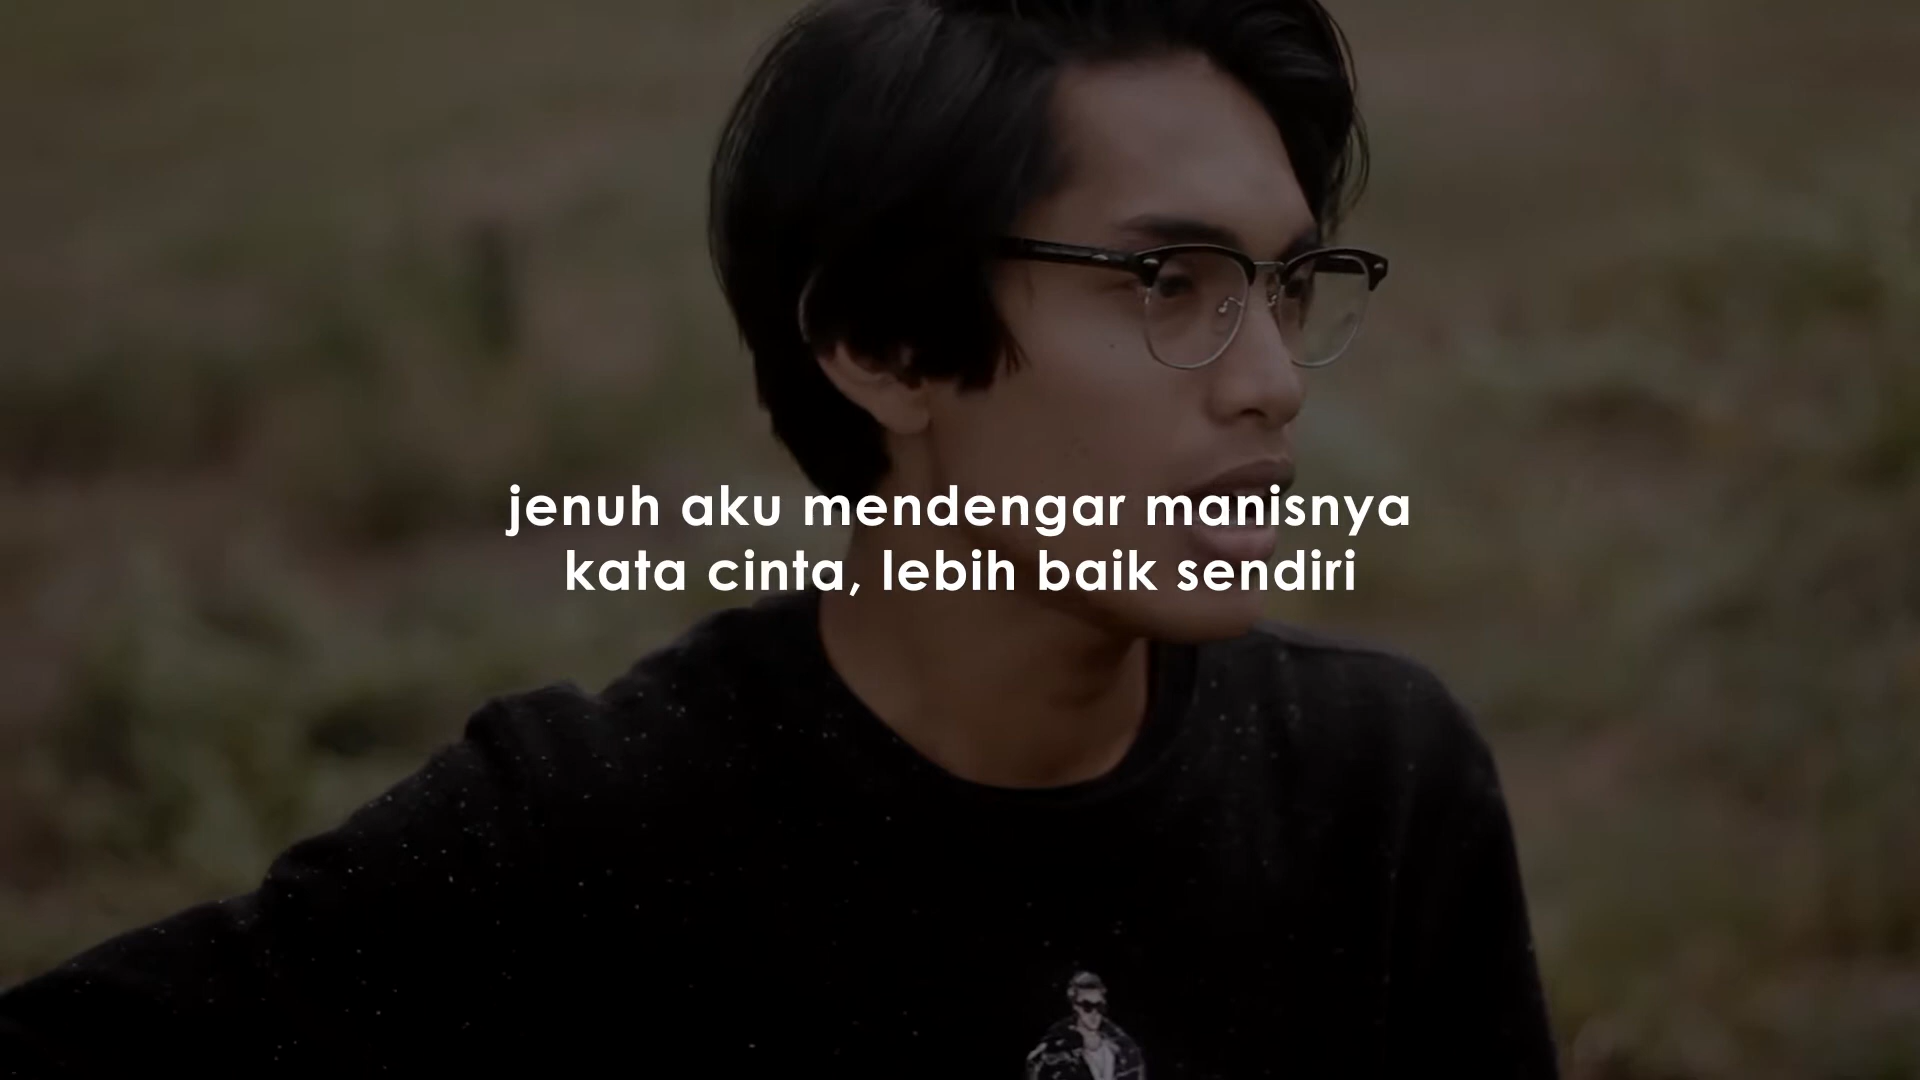 jenuh aku mendengar manisnya
kata cinta, lebih baik sendiri